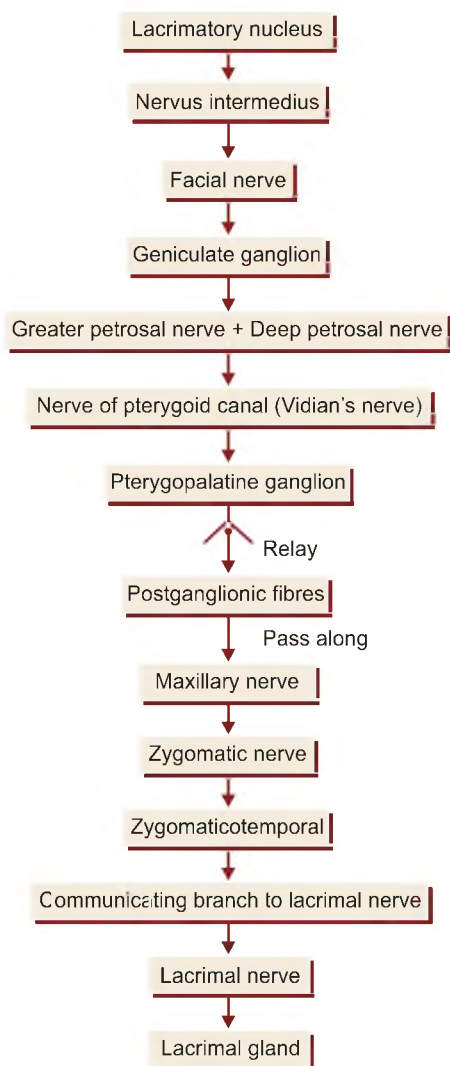 Lacrimatory nucleus
Nervus intermedius
Facial nerve
Geniculate ganglion
Greater petrosal nerve + Deep petrosal nerve
Nerve of pterygoid canal (Vidian's nerve)
Pterygopalatine ganglion
Relay
Postganglionic fibres
Pass along
Maxillary nerve
Zygomatic nerve
Zygomaticotemporal
Communicating branch to lacrimal nerve
Lacrimal nerve
Lacrimal gland